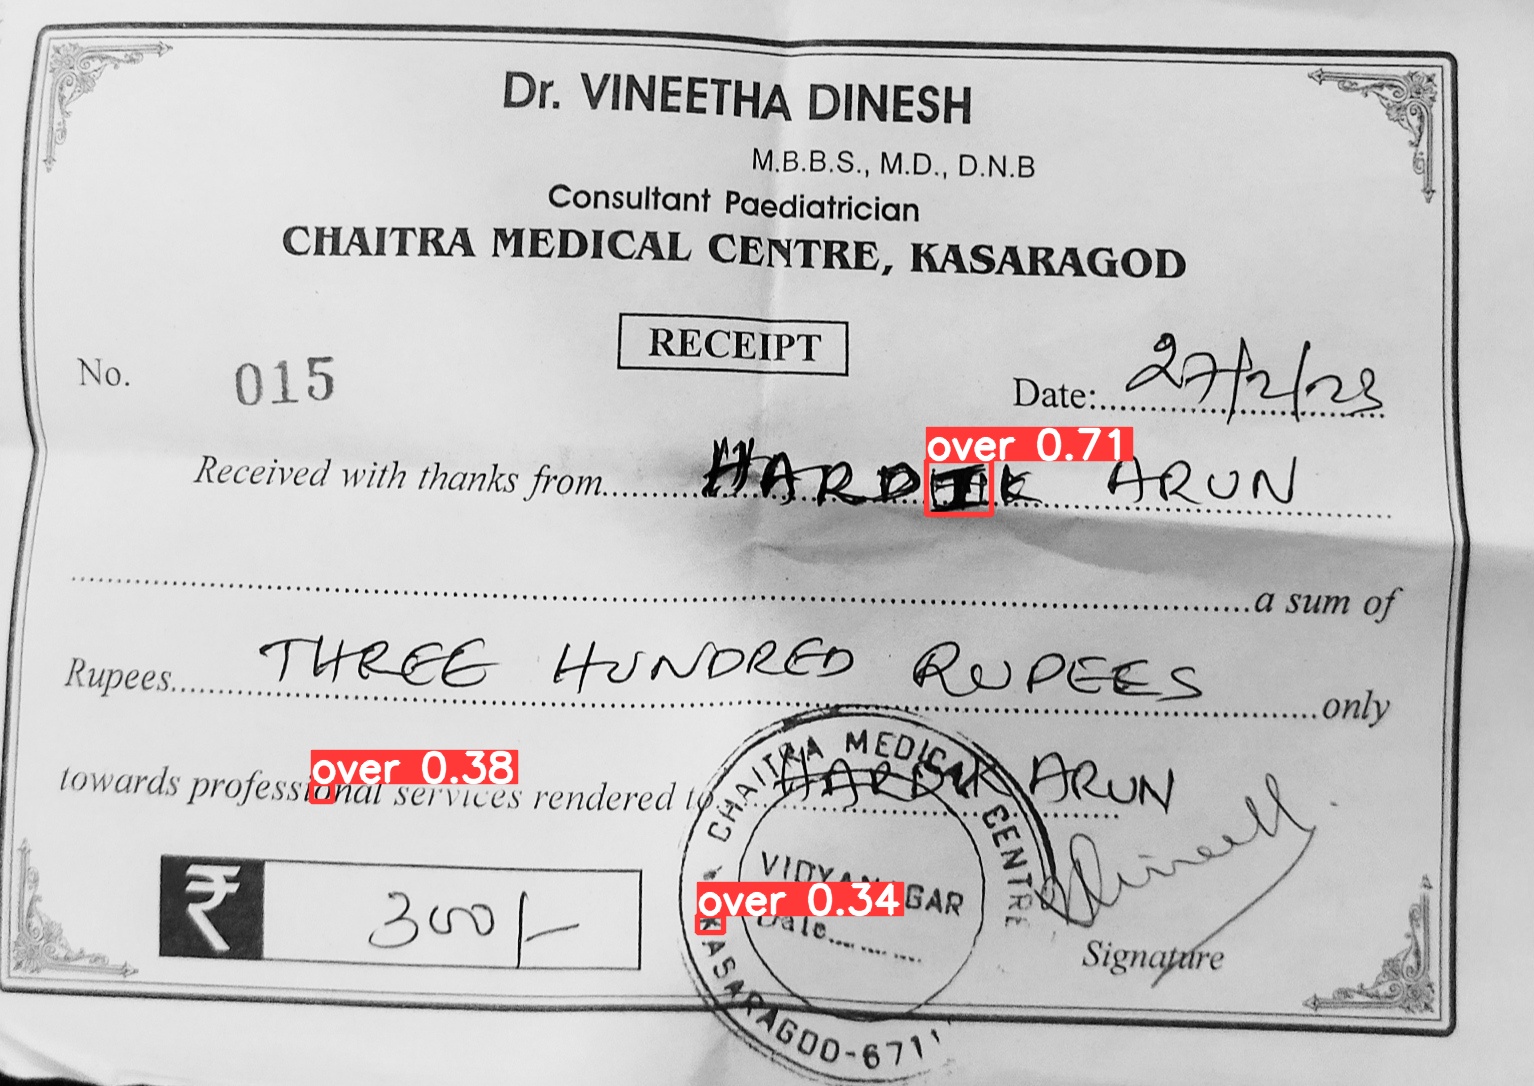 Dr. VINEETHA DINESH
M.B.B.S., M.D., D.N.B
Consultant Paediatrician
CHAITRA MEDICAL CENTRE, KASARAGOD
RECEIPT
No. 015
Date: 27/2/23
over 0.71
Received with thanks from HARDIK ARUN
a sum of
Rupees THREE HUNDRED RUPEES only
over 0.38
towards professional services rendered to HARDIK ARUN
₹ 300/-
CHAITRA MEDICAL CENTRE
VIDYANAGAR
over 0.34
Date
KASARAGOD-671
Signature